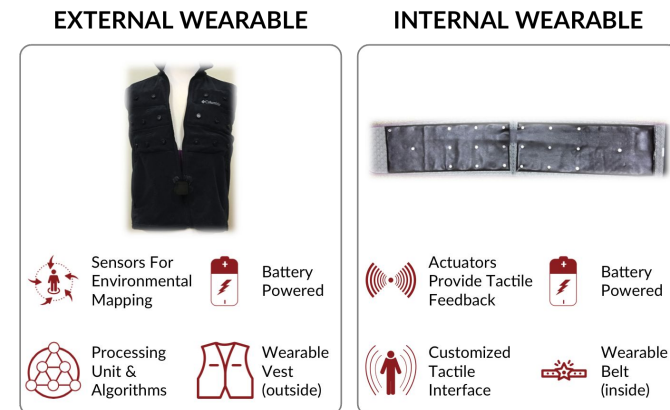 EXTERNAL WEARABLE
Sensors For
Environmental
Mapping
Battery
Powered
Processing
Unit &
Algorithms
Wearable
Vest
(outside)
INTERNAL WEARABLE
Actuators
Provide Tactile
Feedback
Battery
Powered
Customized
Tactile
Interface
Wearable
Belt
(inside)